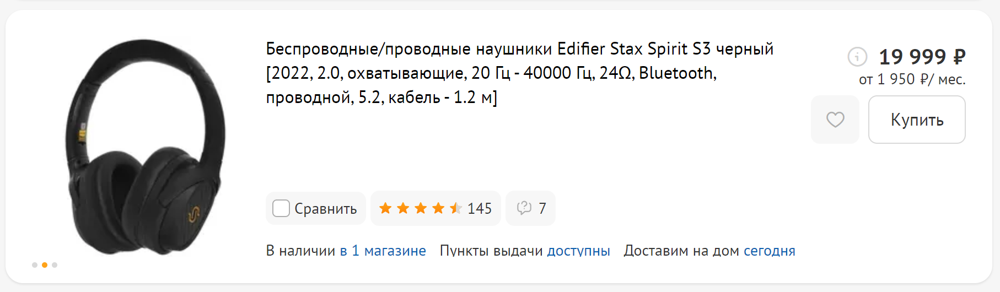 Беспроводные/проводные наушники Edifier Stax Spirit S3 черный
[2022, 2.0, охватывающие, 20 Гц - 40000 Гц, 24Ω, Bluetooth,
проводной, 5.2, кабель - 1.2 м]
19 999 ₽
от 1 950 ₽/ мес.
Купить
Сравнить
145
7
В наличии в 1 магазине Пункты выдачи доступны Доставим на дом сегодня